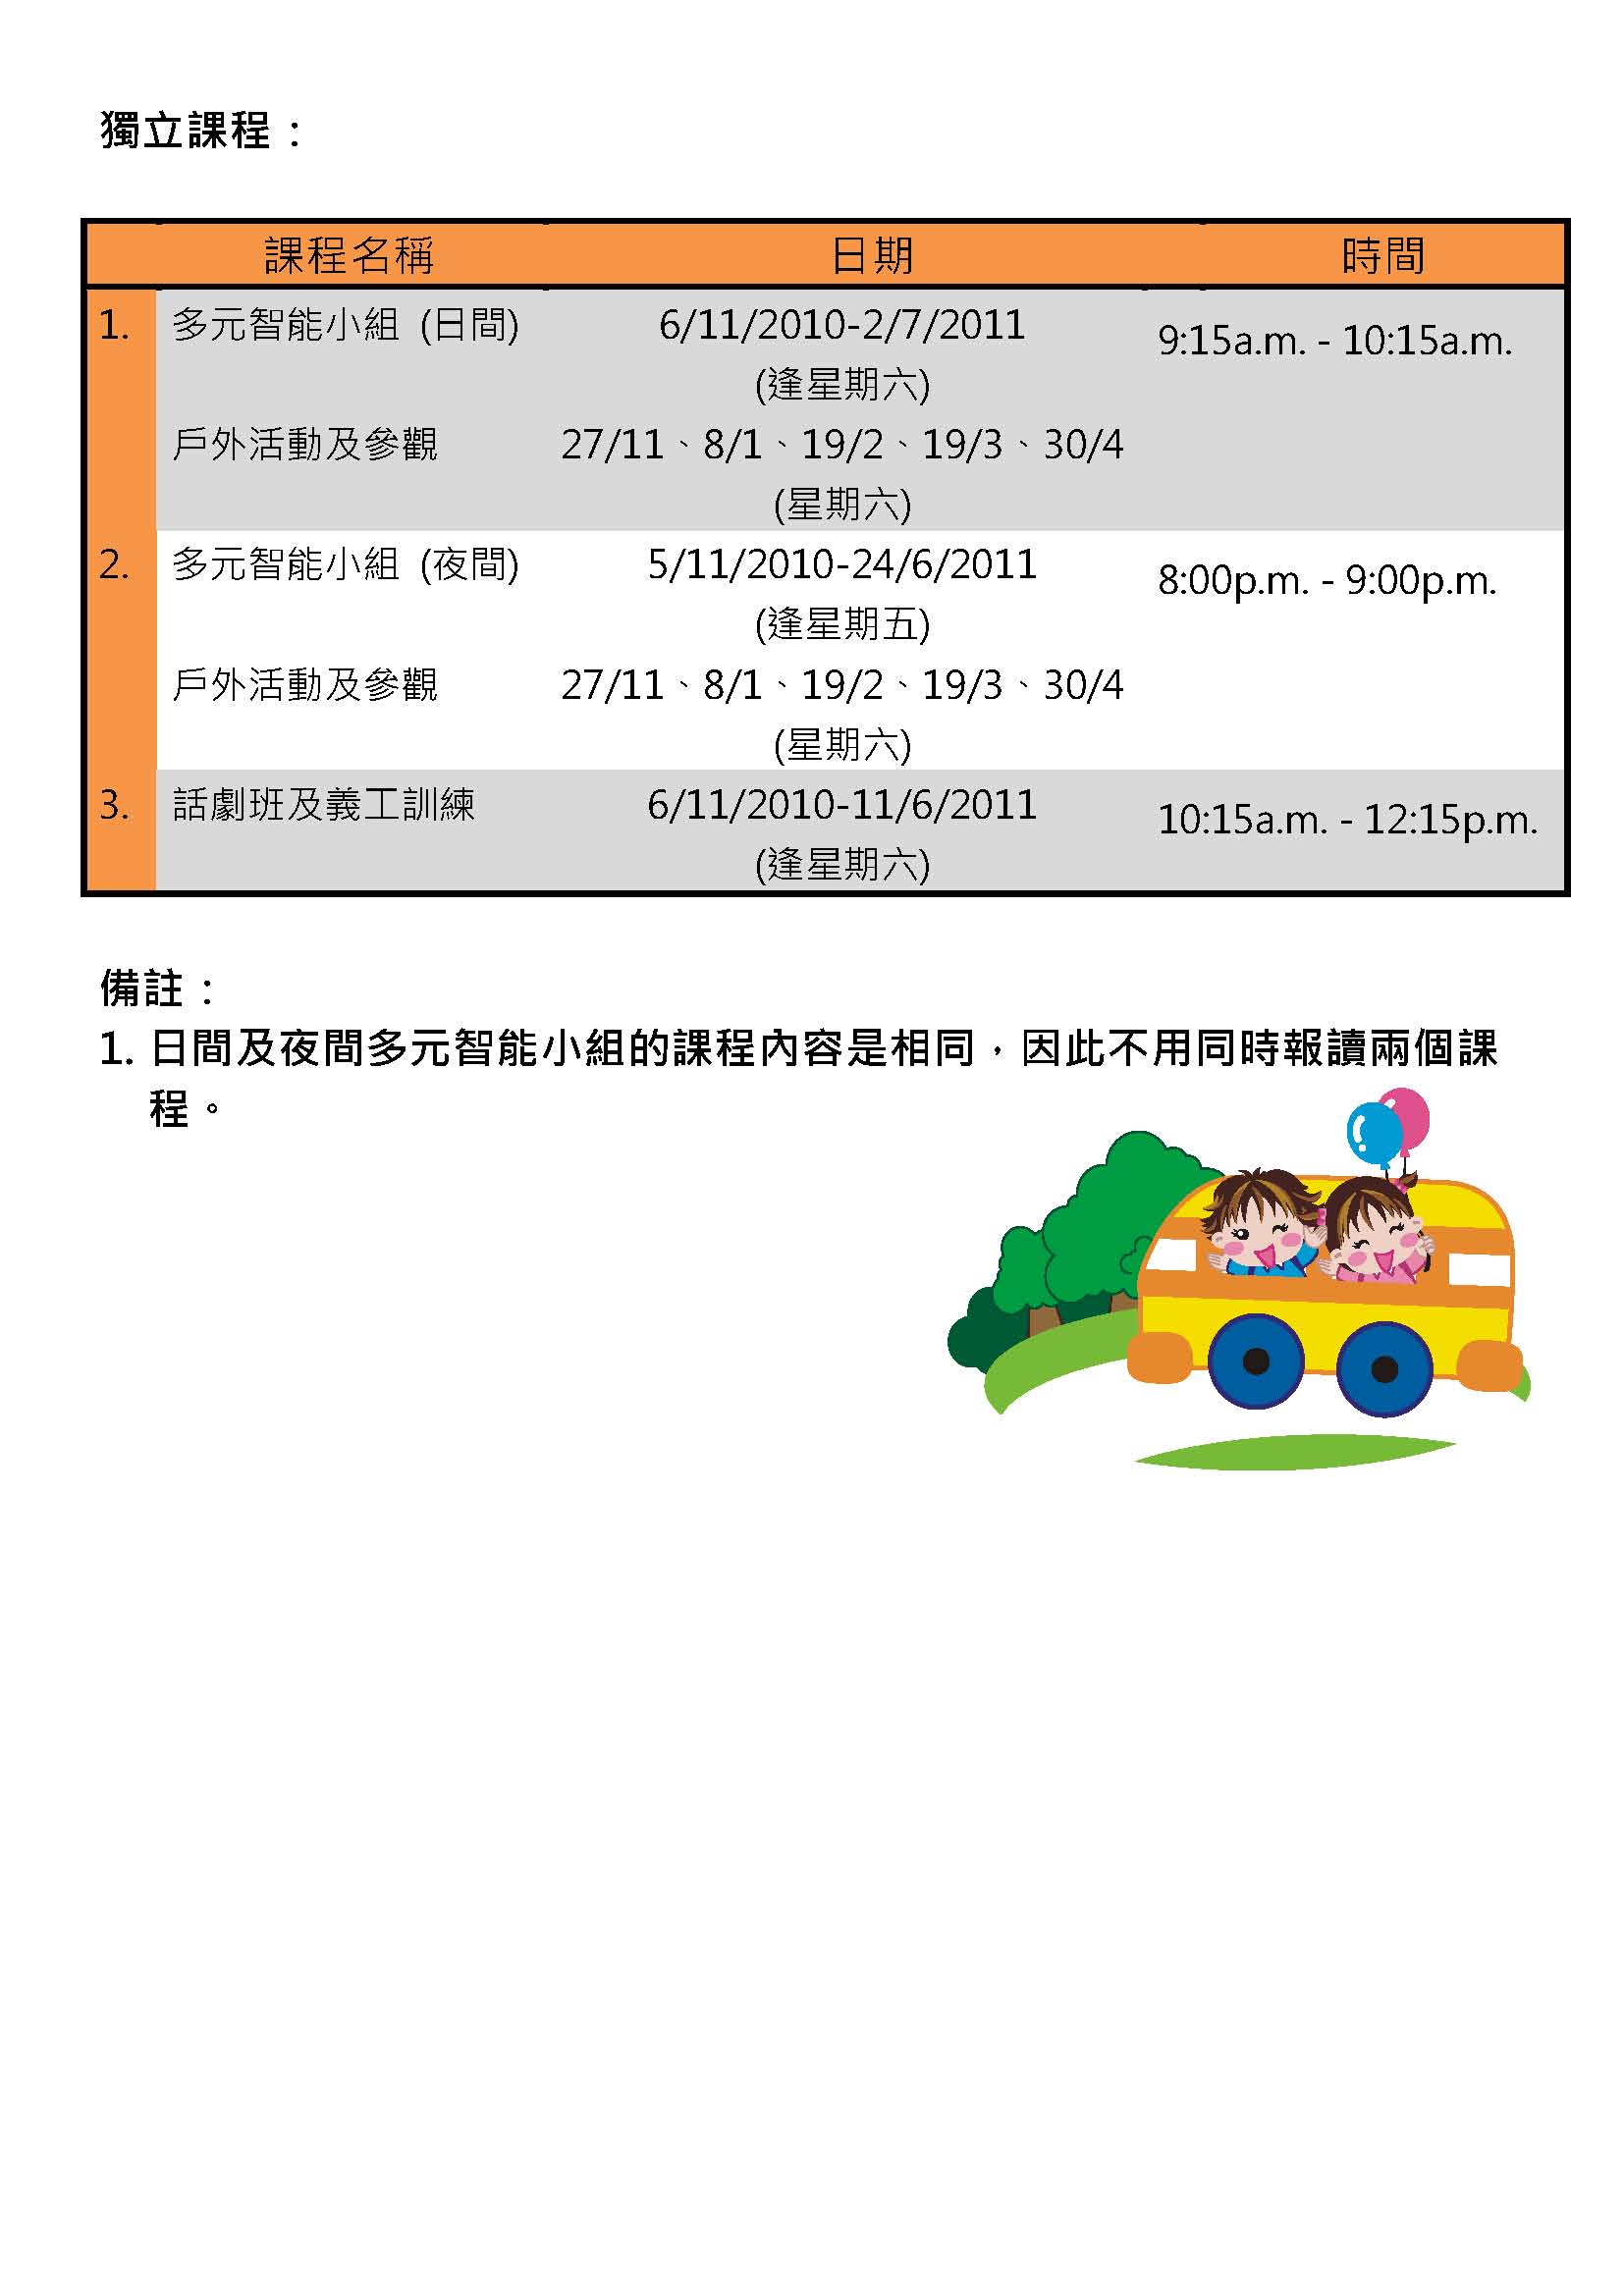 獨立課程：
課程名稱 日期 時間
1. 多元智能小組 (日間) 6/11/2010-2/7/2011 9:15a.m. - 10:15a.m.
(逢星期六)
戶外活動及參觀 27/11、8/1、19/2、19/3、30/4
(星期六)
2. 多元智能小組 (夜間) 5/11/2010-24/6/2011 8:00p.m. - 9:00p.m.
(逢星期五)
戶外活動及參觀 27/11、8/1、19/2、19/3、30/4
(星期六)
3. 話劇班及義工訓練 6/11/2010-11/6/2011 10:15a.m. - 12:15p.m.
(逢星期六)
備註：
1. 日間及夜間多元智能小組的課程內容是相同，因此不用同時報讀兩個課
程。